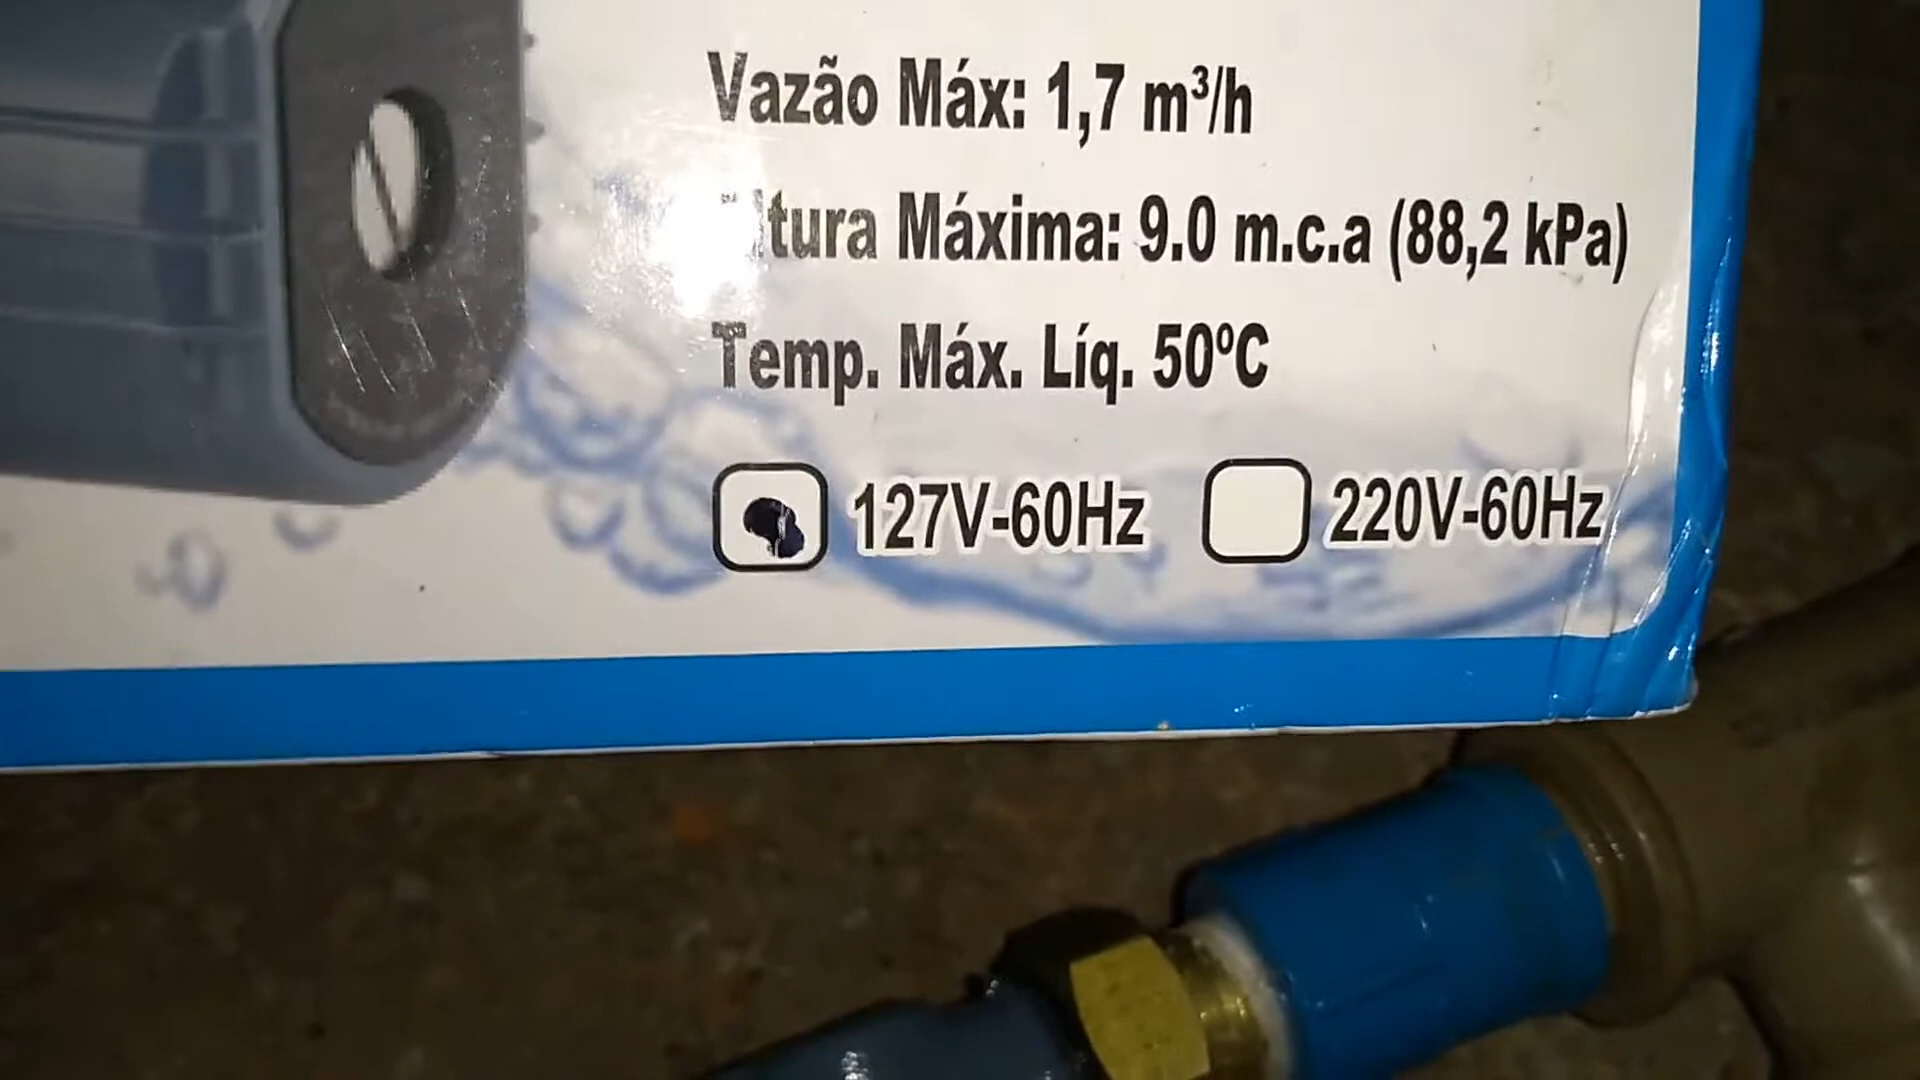 Vazão Máx: 1,7 m³/h
Máxima: 9.0 m.c.a (88,2 kPa)
Temp. Máx. Líq. 50ºC
127V-60Hz 220V-60Hz